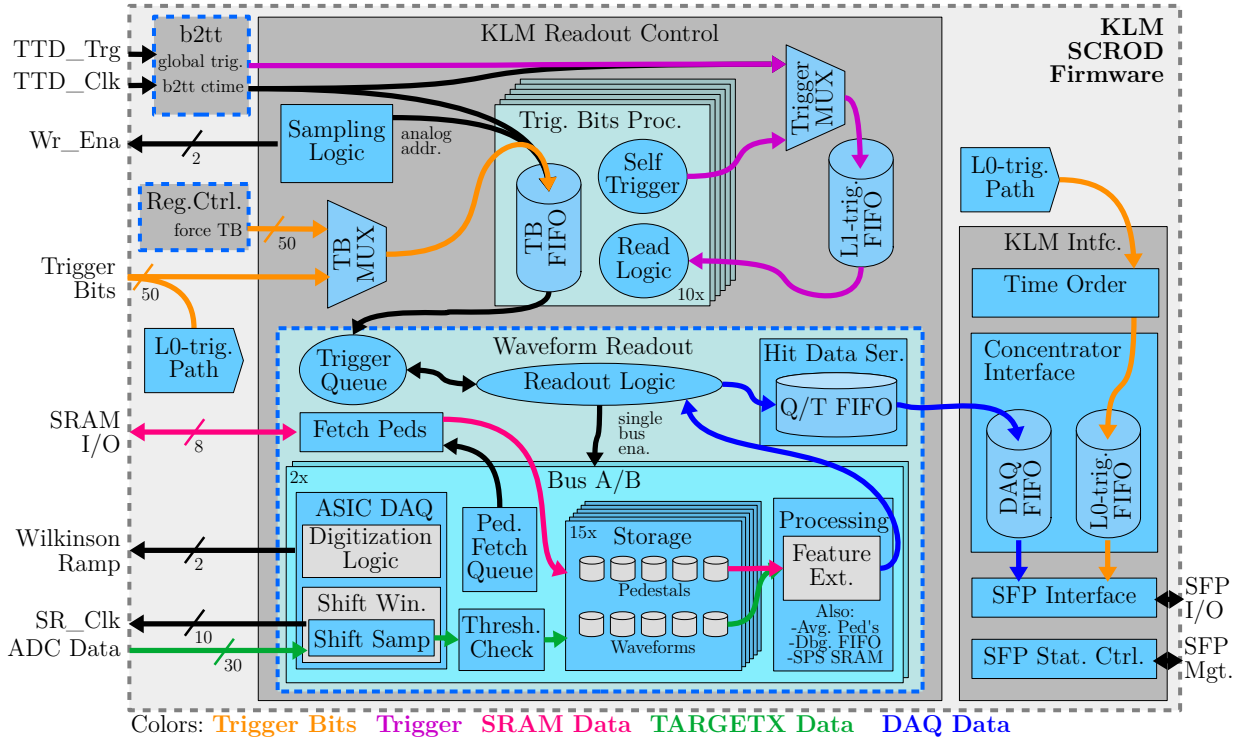 KLM
SCROD
Firmware
TTD_Trg
TTD_Clk
Wr_Ena
2
b2tt
global trig.
b2tt ctime
KLM Readout Control
Sampling
Logic
analog
addr.
Trig. Bits Proc.
Self
Trigger
Read
Logic
10x
TB
FIFO
Trigger
MUX
L1-trig.
FIFO
Reg.Ctrl.
force TB
50
TB
MUX
Trigger
Bits
50
L0-trig.
Path
L0-trig.
Path
KLM Intfc.
Time Order
Concentrator
Interface
DAQ
FIFO
L0-trig.
FIFO
SFP Interface
SFP
I/O
SFP Stat. Ctrl.
SFP
Mgt.
Waveform Readout
Trigger
Queue
Readout Logic
Hit Data Ser.
Q/T FIFO
SRAM
I/O
8
Fetch Peds
single
bus
ena.
2x
Bus A/B
ASIC DAQ
Digitization
Logic
Shift Win.
Shift Samp
Ped.
Fetch
Queue
Thresh.
Check
15x
Storage
Pedestals
Waveforms
Processing
Feature
Ext.
Also:
-Avg. Ped's
-Dbg. FIFO
-SPS SRAM
Wilkinson
Ramp
2
SR_Clk
10
ADC Data
30
Colors: Trigger Bits Trigger SRAM Data TARGETX Data DAQ Data